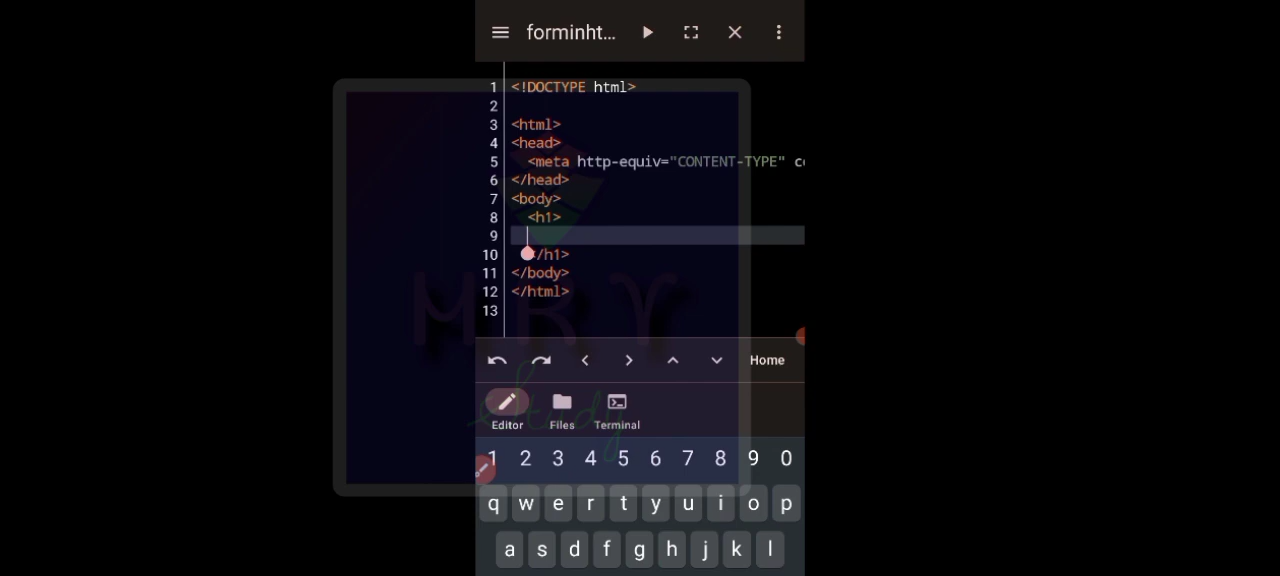 forminht...
1 <!DOCTYPE html>
2
3 <html>
4 <head>
5 <meta http-equiv="CONTENT-TYPE" c
6 </head>
7 <body>
8 <h1>
9
10 </h1>
11 </body>
12 </html>
13
MRY
study
Home
Editor Files Terminal
1 2 3 4 5 6 7 8 9 0
q w e r t y u i o p
a s d f g h j k l